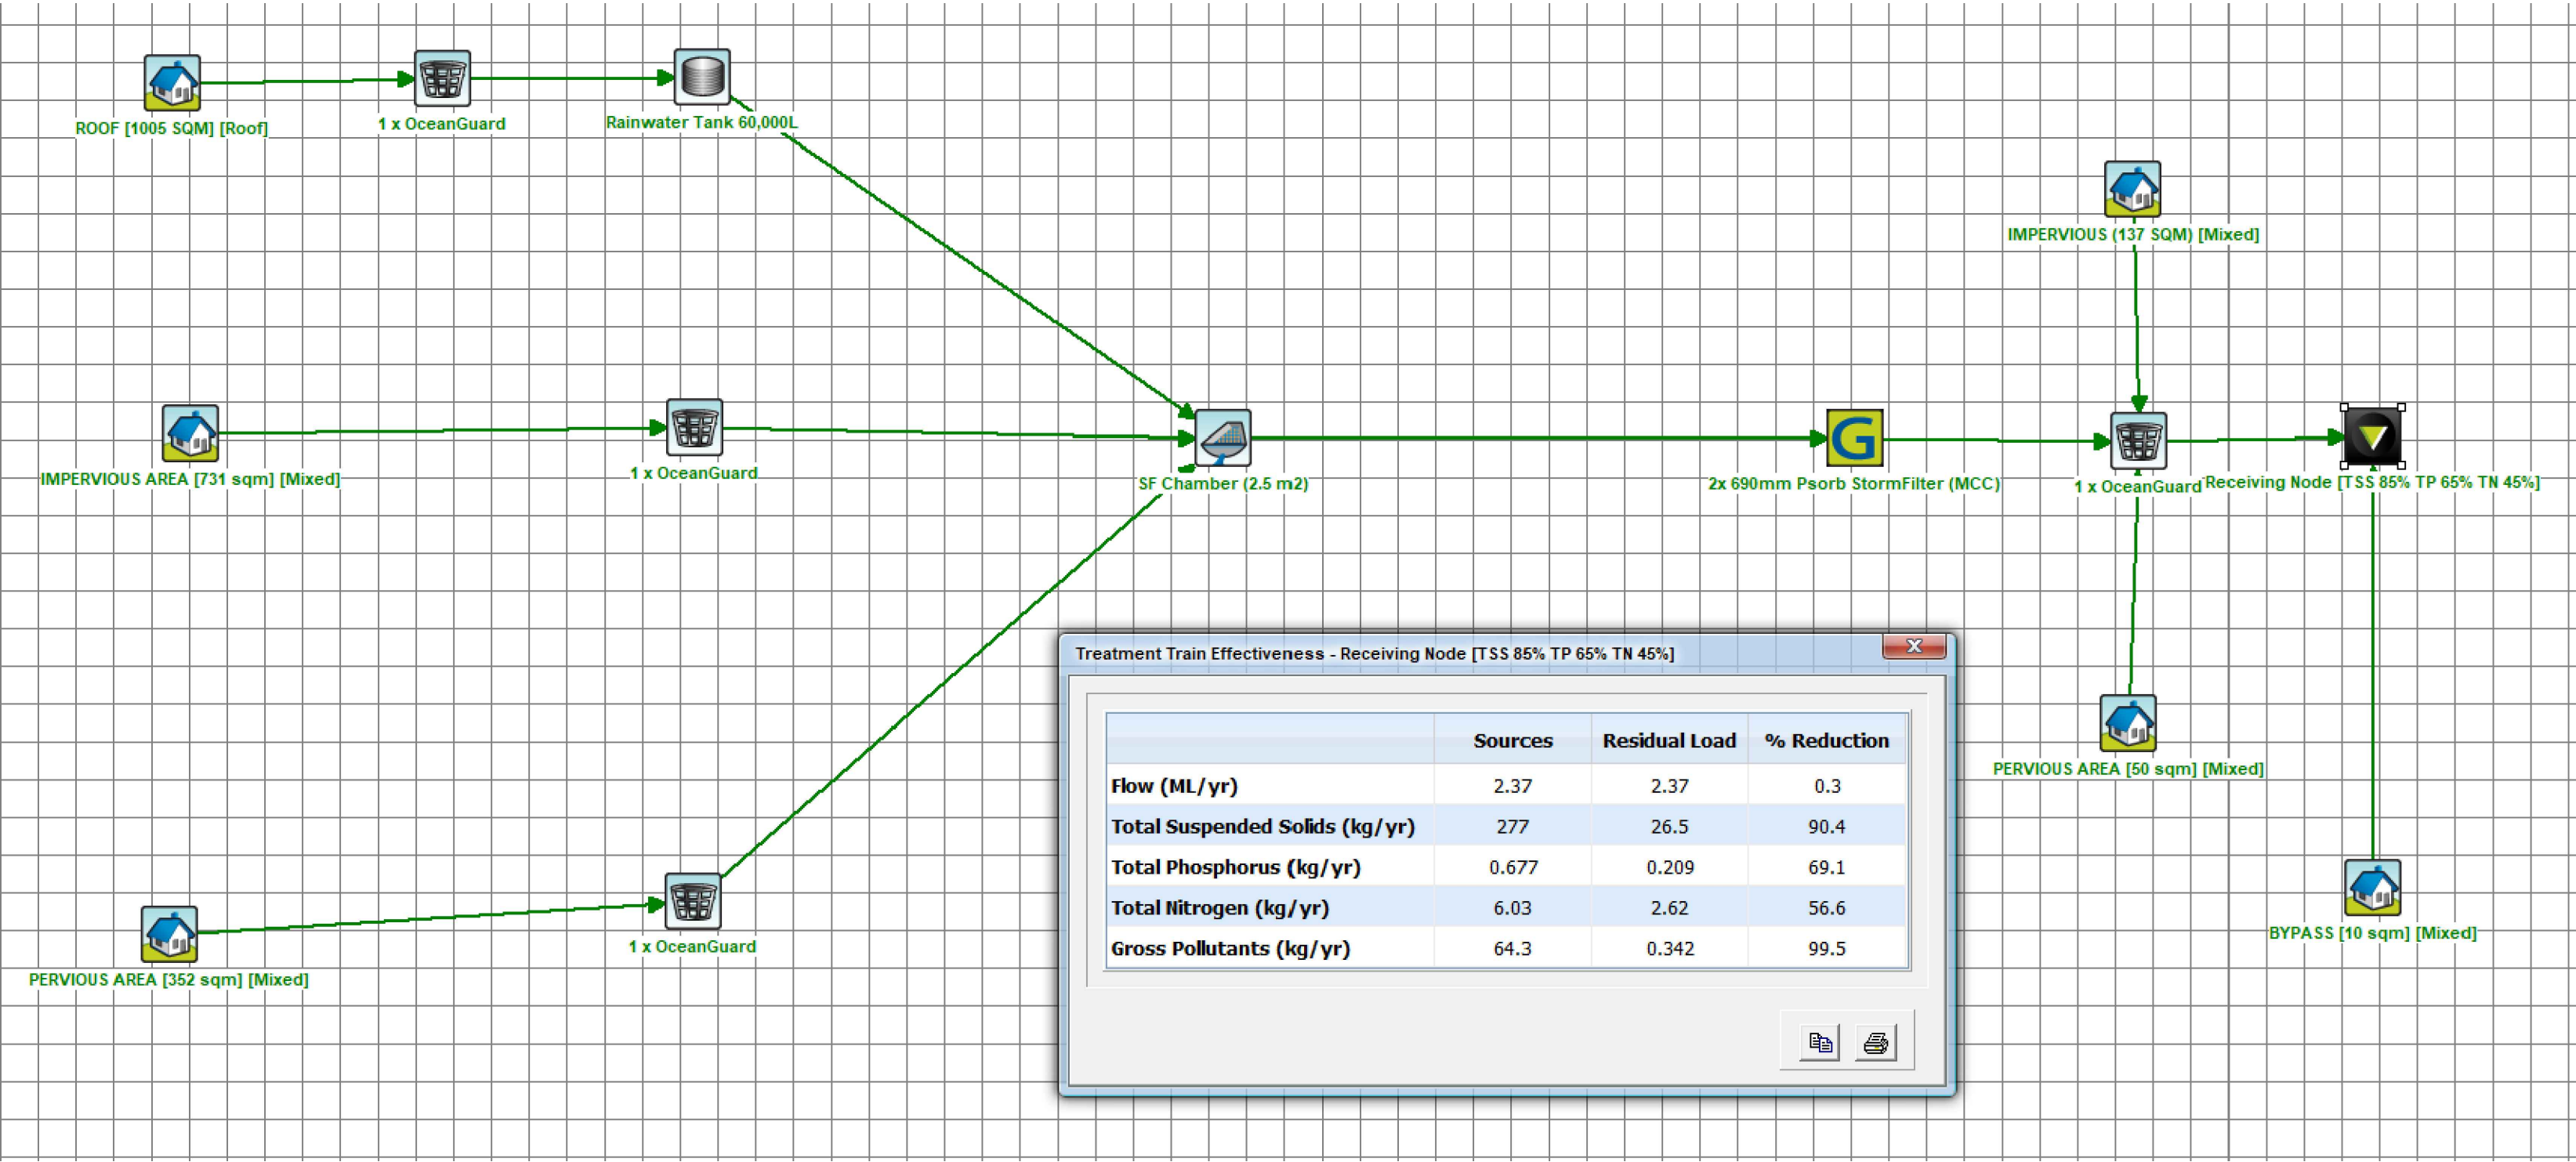 ROOF [1005 SQM] [Roof]
1 x OceanGuard
Rainwater Tank 60,000L
IMPERVIOUS (137 SQM) [Mixed]
IMPERVIOUS AREA [731 sqm] [Mixed]
1 x OceanGuard
SF Chamber (2.5 m2)
G
2x 690mm Psorb StormFilter (MCC)
1 x OceanGuard
Receiving Node [TSS 85% TP 65% TN 45%]
Treatment Train Effectiveness - Receiving Node [TSS 85% TP 65% TN 45%]
Sources Residual Load % Reduction
Flow (ML/yr) 2.37 2.37 0.3
Total Suspended Solids (kg/yr) 277 26.5 90.4
Total Phosphorus (kg/yr) 0.677 0.209 69.1
Total Nitrogen (kg/yr) 6.03 2.62 56.6
Gross Pollutants (kg/yr) 64.3 0.342 99.5
PERVIOUS AREA [50 sqm] [Mixed]
BYPASS [10 sqm] [Mixed]
1 x OceanGuard
PERVIOUS AREA [352 sqm] [Mixed]